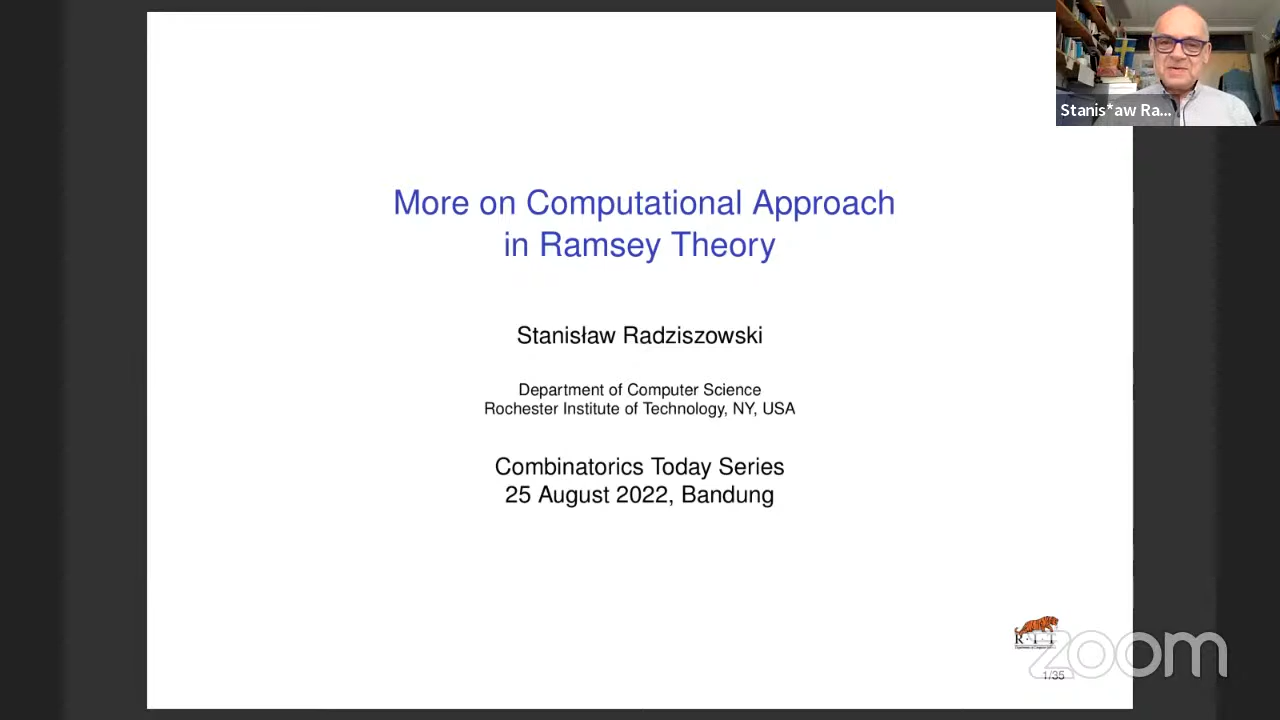 Stanis*aw Ra...
More on Computational Approach
in Ramsey Theory
Stanisław Radziszowski
Department of Computer Science
Rochester Institute of Technology, NY, USA
Combinatorics Today Series
25 August 2022, Bandung
R·I·T
zoom
1/35